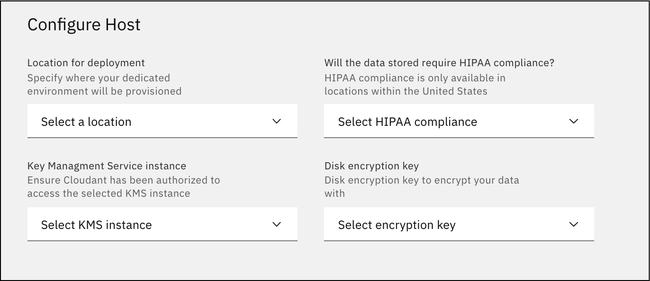 Configure Host
Location for deployment
Specify where your dedicated
environment will be provisioned
Select a location
Will the data stored require HIPAA compliance?
HIPAA compliance is only available in
locations within the United States
Select HIPAA compliance
Key Managment Service instance
Ensure Cloudant has been authorized to
access the selected KMS instance
Select KMS instance
Disk encryption key
Disk encryption key to encrypt your data
with
Select encryption key